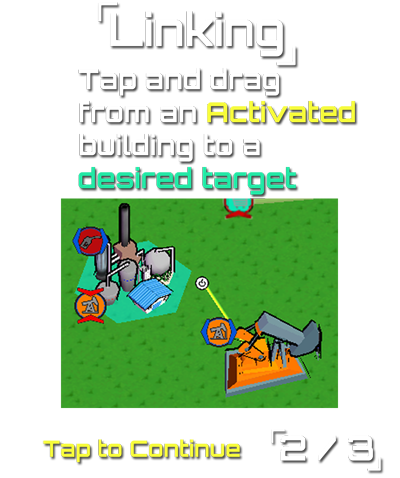 Linking
Tap and drag
from an Activated
building to a
desired target
Tap to Continue
2 / 3